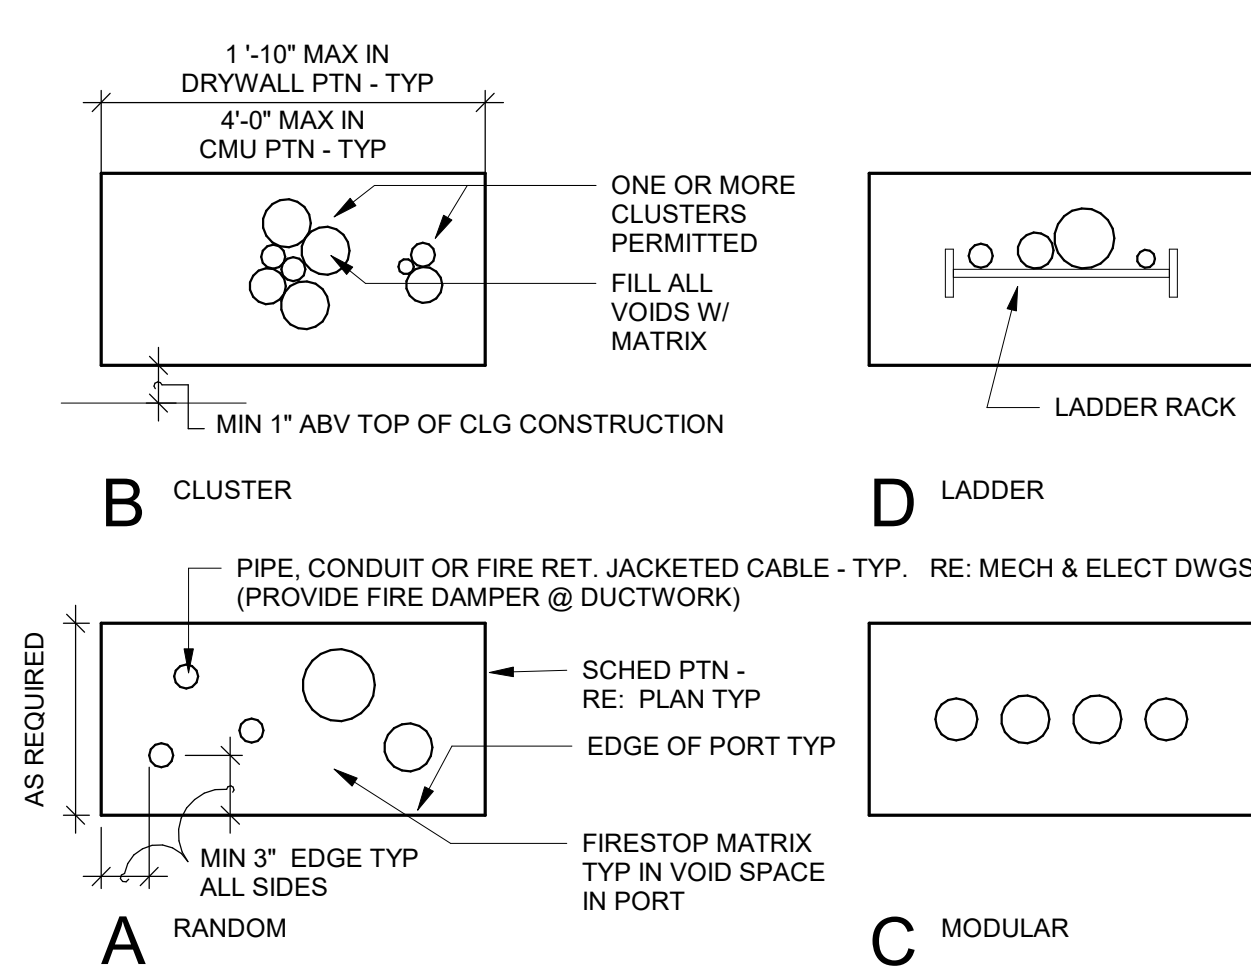 1 '-10" MAX IN
DRYWALL PTN - TYP
4'-0" MAX IN
CMU PTN - TYP
ONE OR MORE
CLUSTERS
PERMITTED
FILL ALL
VOIDS W/
MATRIX
MIN 1" ABV TOP OF CLG CONSTRUCTION
B CLUSTER
LADDER RACK
D LADDER
PIPE, CONDUIT OR FIRE RET. JACKETED CABLE - TYP. RE: MECH & ELECT DWGS
(PROVIDE FIRE DAMPER @ DUCTWORK)
AS REQUIRED
SCHED PTN -
RE: PLAN TYP
EDGE OF PORT TYP
FIRESTOP MATRIX
TYP IN VOID SPACE
IN PORT
MIN 3" EDGE TYP
ALL SIDES
A RANDOM
C MODULAR